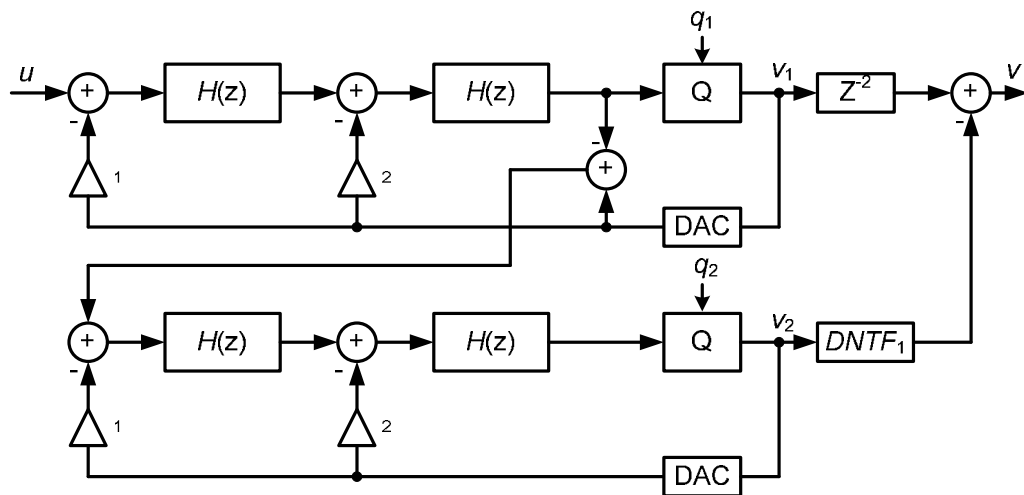 q1
u
v1
v
+
H(z)
+
H(z)
Q
Z-2
+
-
-
-
-
+
1
2
DAC
q2
v2
+
H(z)
+
H(z)
Q
DNTF1
-
-
1
2
DAC